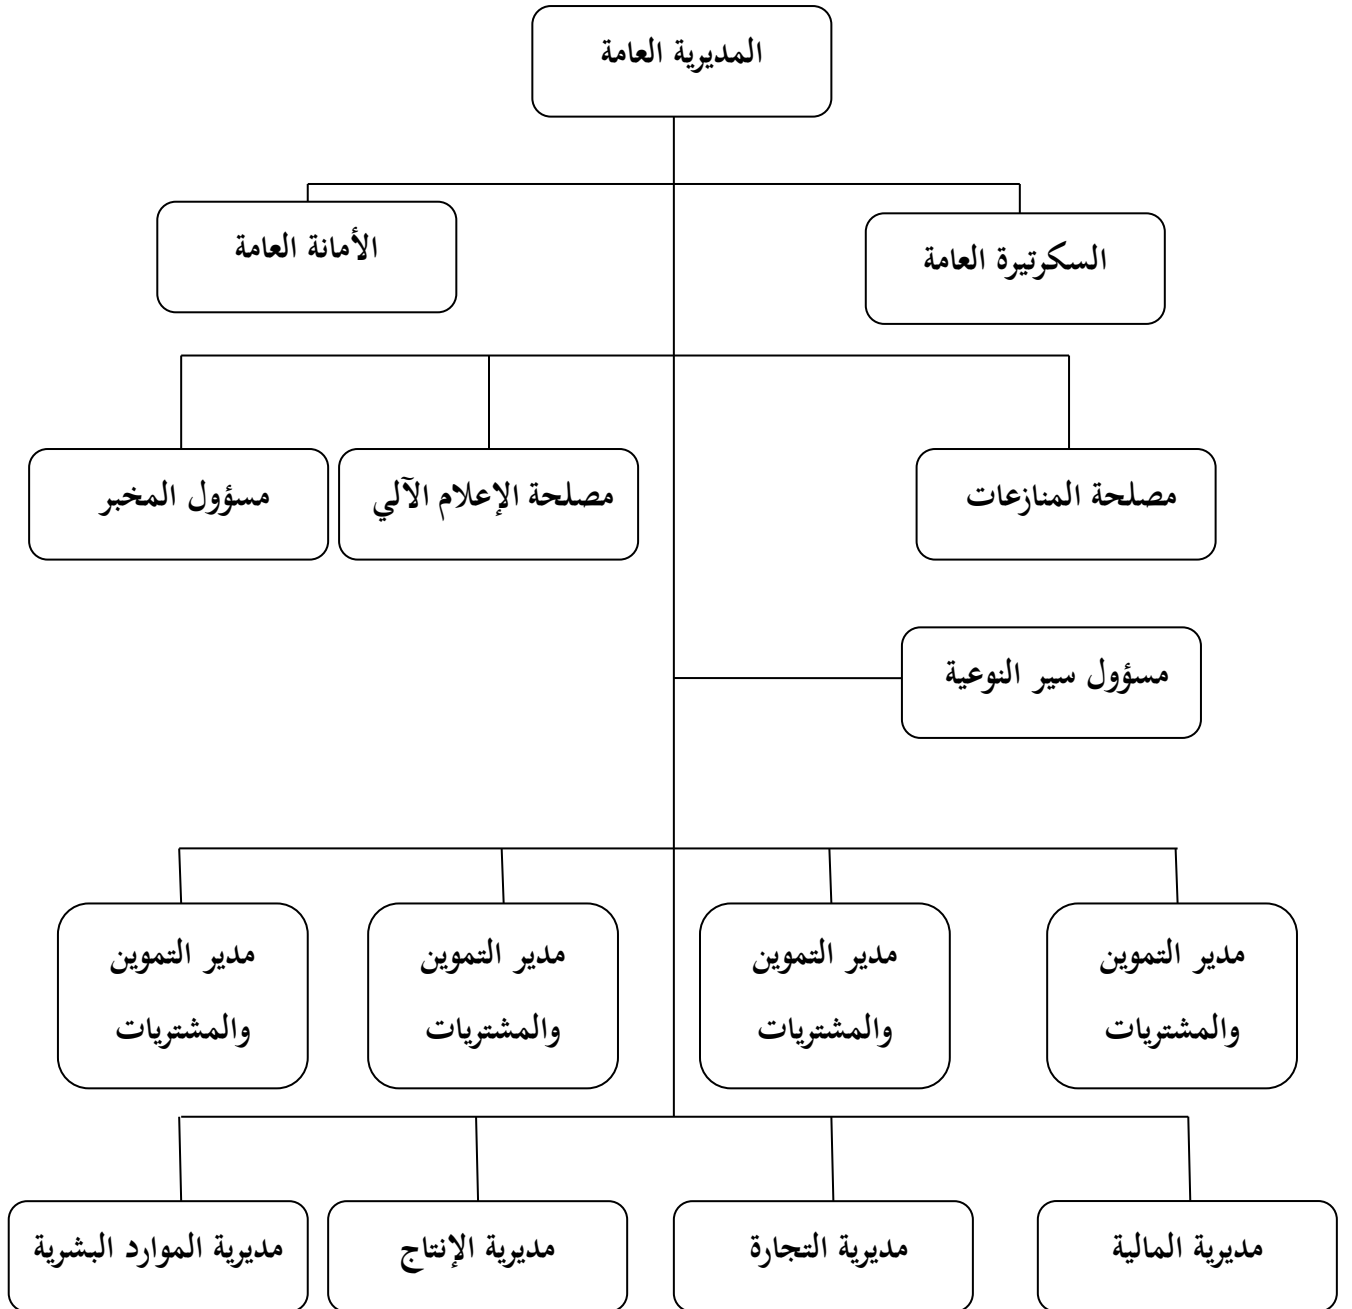 المديرية العامة
السكرتيرة العامة
الأمانة العامة
مصلحة المنازعات
مصلحة الإعلام الآلي
مسؤول المخبر
مسؤول سير النوعية
مدير التموين
والمشتريات
مدير التموين
والمشتريات
مدير التموين
والمشتريات
مدير التموين
والمشتريات
مديرية المالية
مديرية التجارة
مديرية الإنتاج
مديرية الموارد البشرية